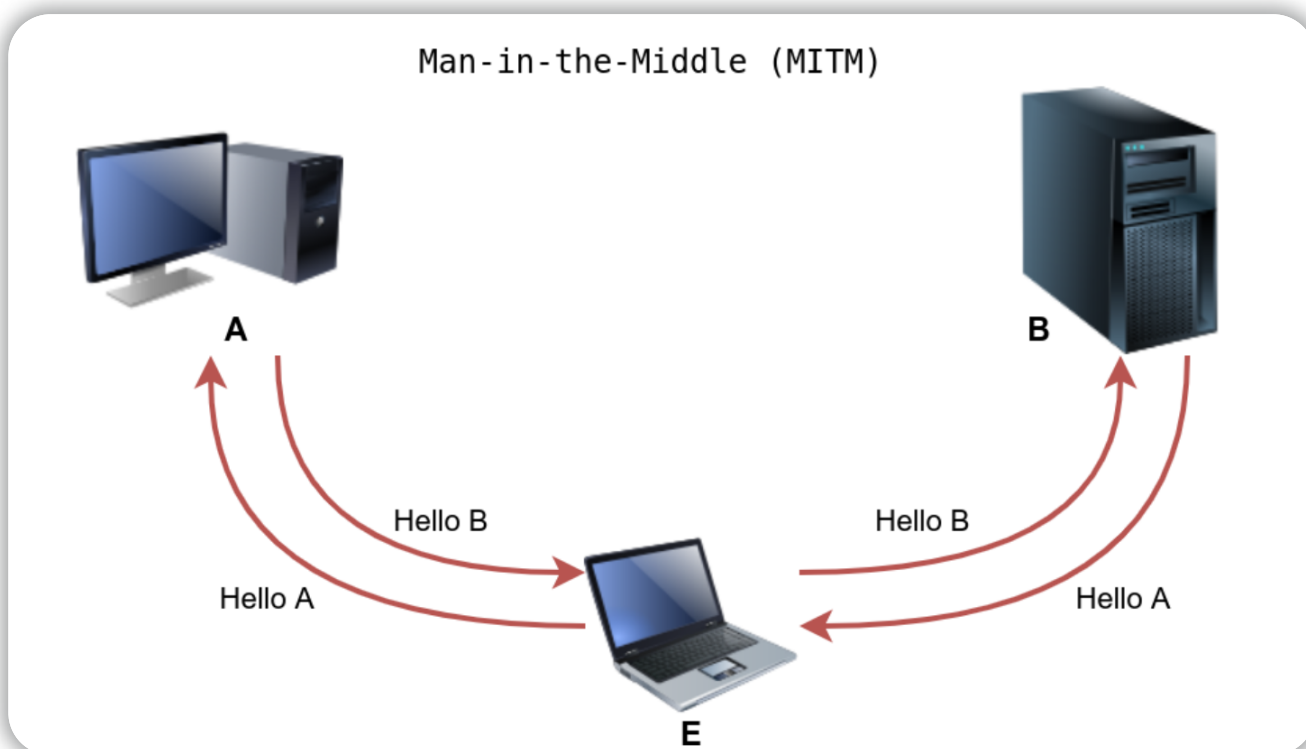 Man-in-the-Middle (MITM)
A
B
Hello B
Hello B
Hello A
Hello A
E